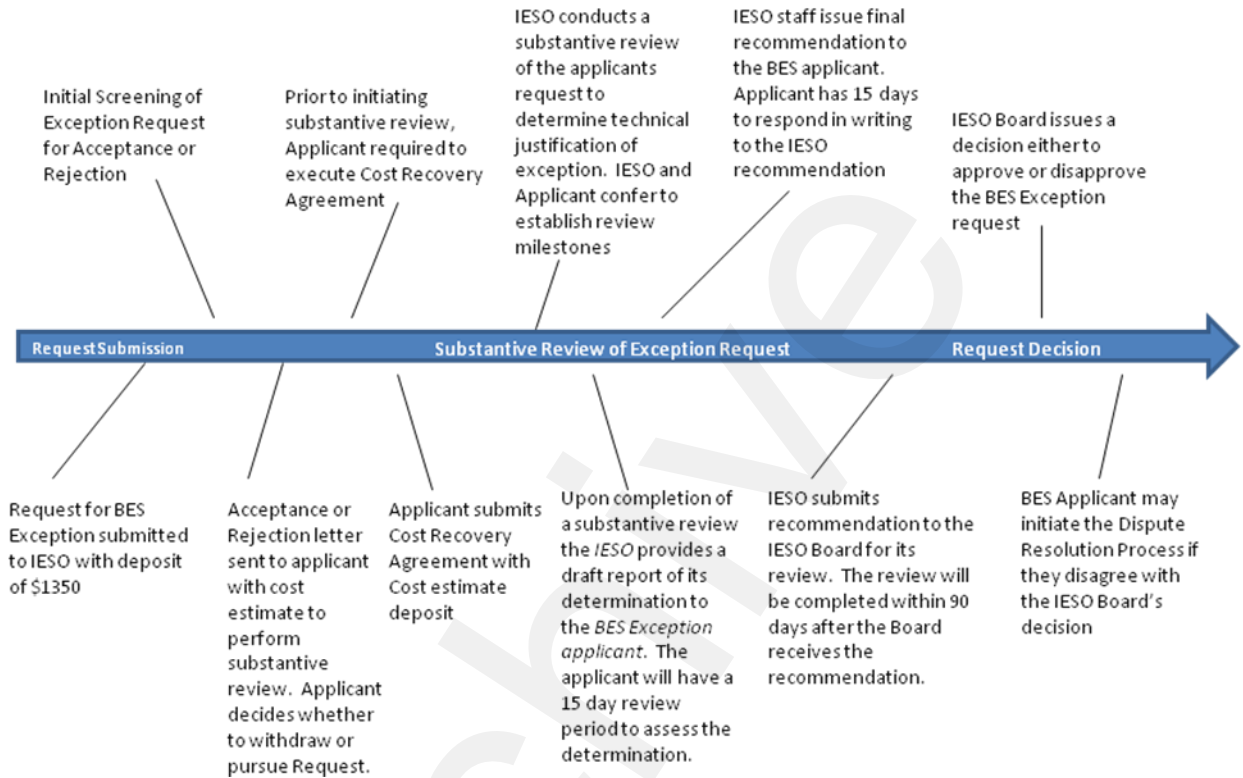 Initial Screening of
Exception Request
for Acceptance or
Rejection
Prior to initiating
substantive review,
Applicant required to
execute Cost Recovery
Agreement
IESO conducts a
substantive review
of the applicants
request to
determine technical
justification of
exception. IESO and
Applicant confer to
establish review
milestones
IESO staff issue final
recommendation to
the BES applicant.
Applicant has 15 days
to respond in writing
to the IESO
recommendation
IESO Board issues a
decision either to
approve or disapprove
the BES Exception
request
Request Submission
Substantive Review of Exception Request
Request Decision
Request for BES
Exception submitted
to IESO with deposit
of $1350
Acceptance or
Rejection letter
sent to applicant
with cost
estimate to
perform
substantive
review. Applicant
decides whether
to withdraw or
pursue Request.
Applicant submits
Cost Recovery
Agreement with
Cost estimate
deposit
Upon completion of
a substantive review
the IESO provides a
draft report of its
determination to
the BES Exception
applicant. The
applicant will have a
15 day review
period to assess the
determination.
IESO submits
recommendation to the
IESO Board for its
review. The review will
be completed within 90
days after the Board
receives the
recommendation.
BES Applicant may
initiate the Dispute
Resolution Process if
they disagree with
the IESO Board's
decision